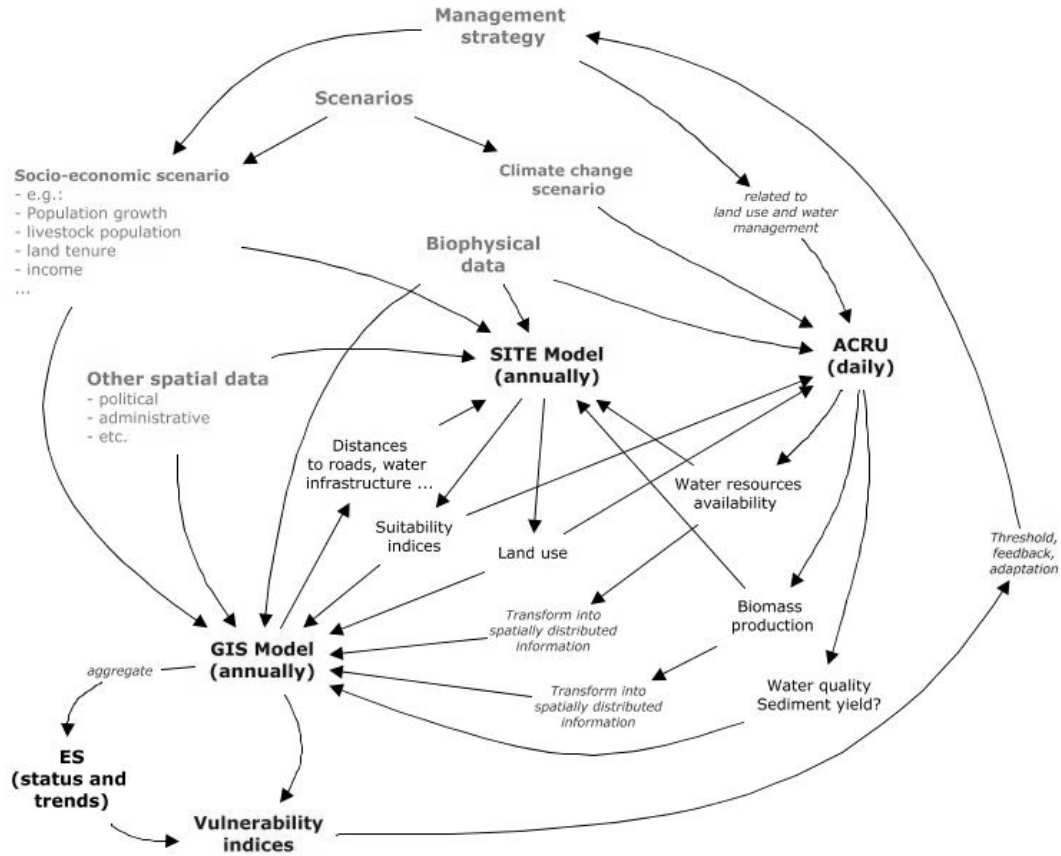 Management
strategy
Scenarios
Socio-economic scenario
- e.g.:
- Population growth
- livestock population
- land tenure
- income
...
Climate change
scenario
related to
land use and water
management
Biophysical
data
SITE Model
(annually)
ACRU
(daily)
Other spatial data
- political
- administrative
- etc.
Distances
to roads, water
infrastructure ...
Water resources
availability
Suitability
indices
Land use
Threshold,
feedback,
adaptation
Transform into
spatially distributed
information
Biomass
production
GIS Model
(annually)
aggregate
Transform into
spatially distributed
information
Water quality
Sediment yield?
ES
(status and
trends)
Vulnerability
indices